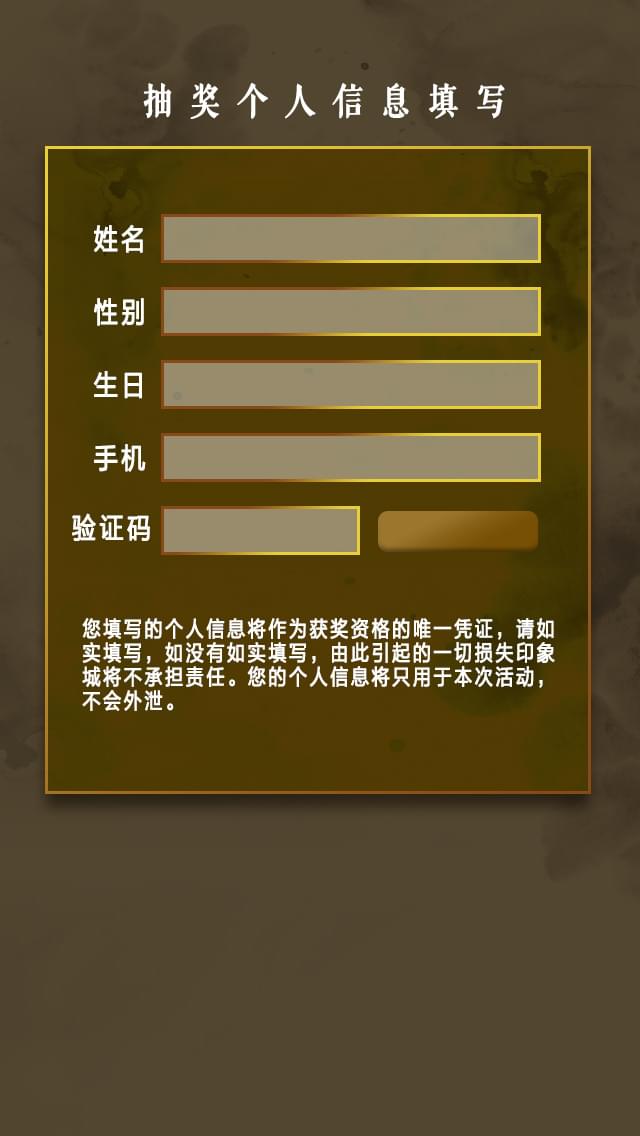 抽奖个人信息填写
姓名
性别
生日
手机
验证码
您填写的个人信息将作为获奖资格的唯一凭证，请如
实填写，如没有如实填写，由此引起的一切损失印象
城将不承担责任。您的个人信息将只用于本次活动，
不会外泄。